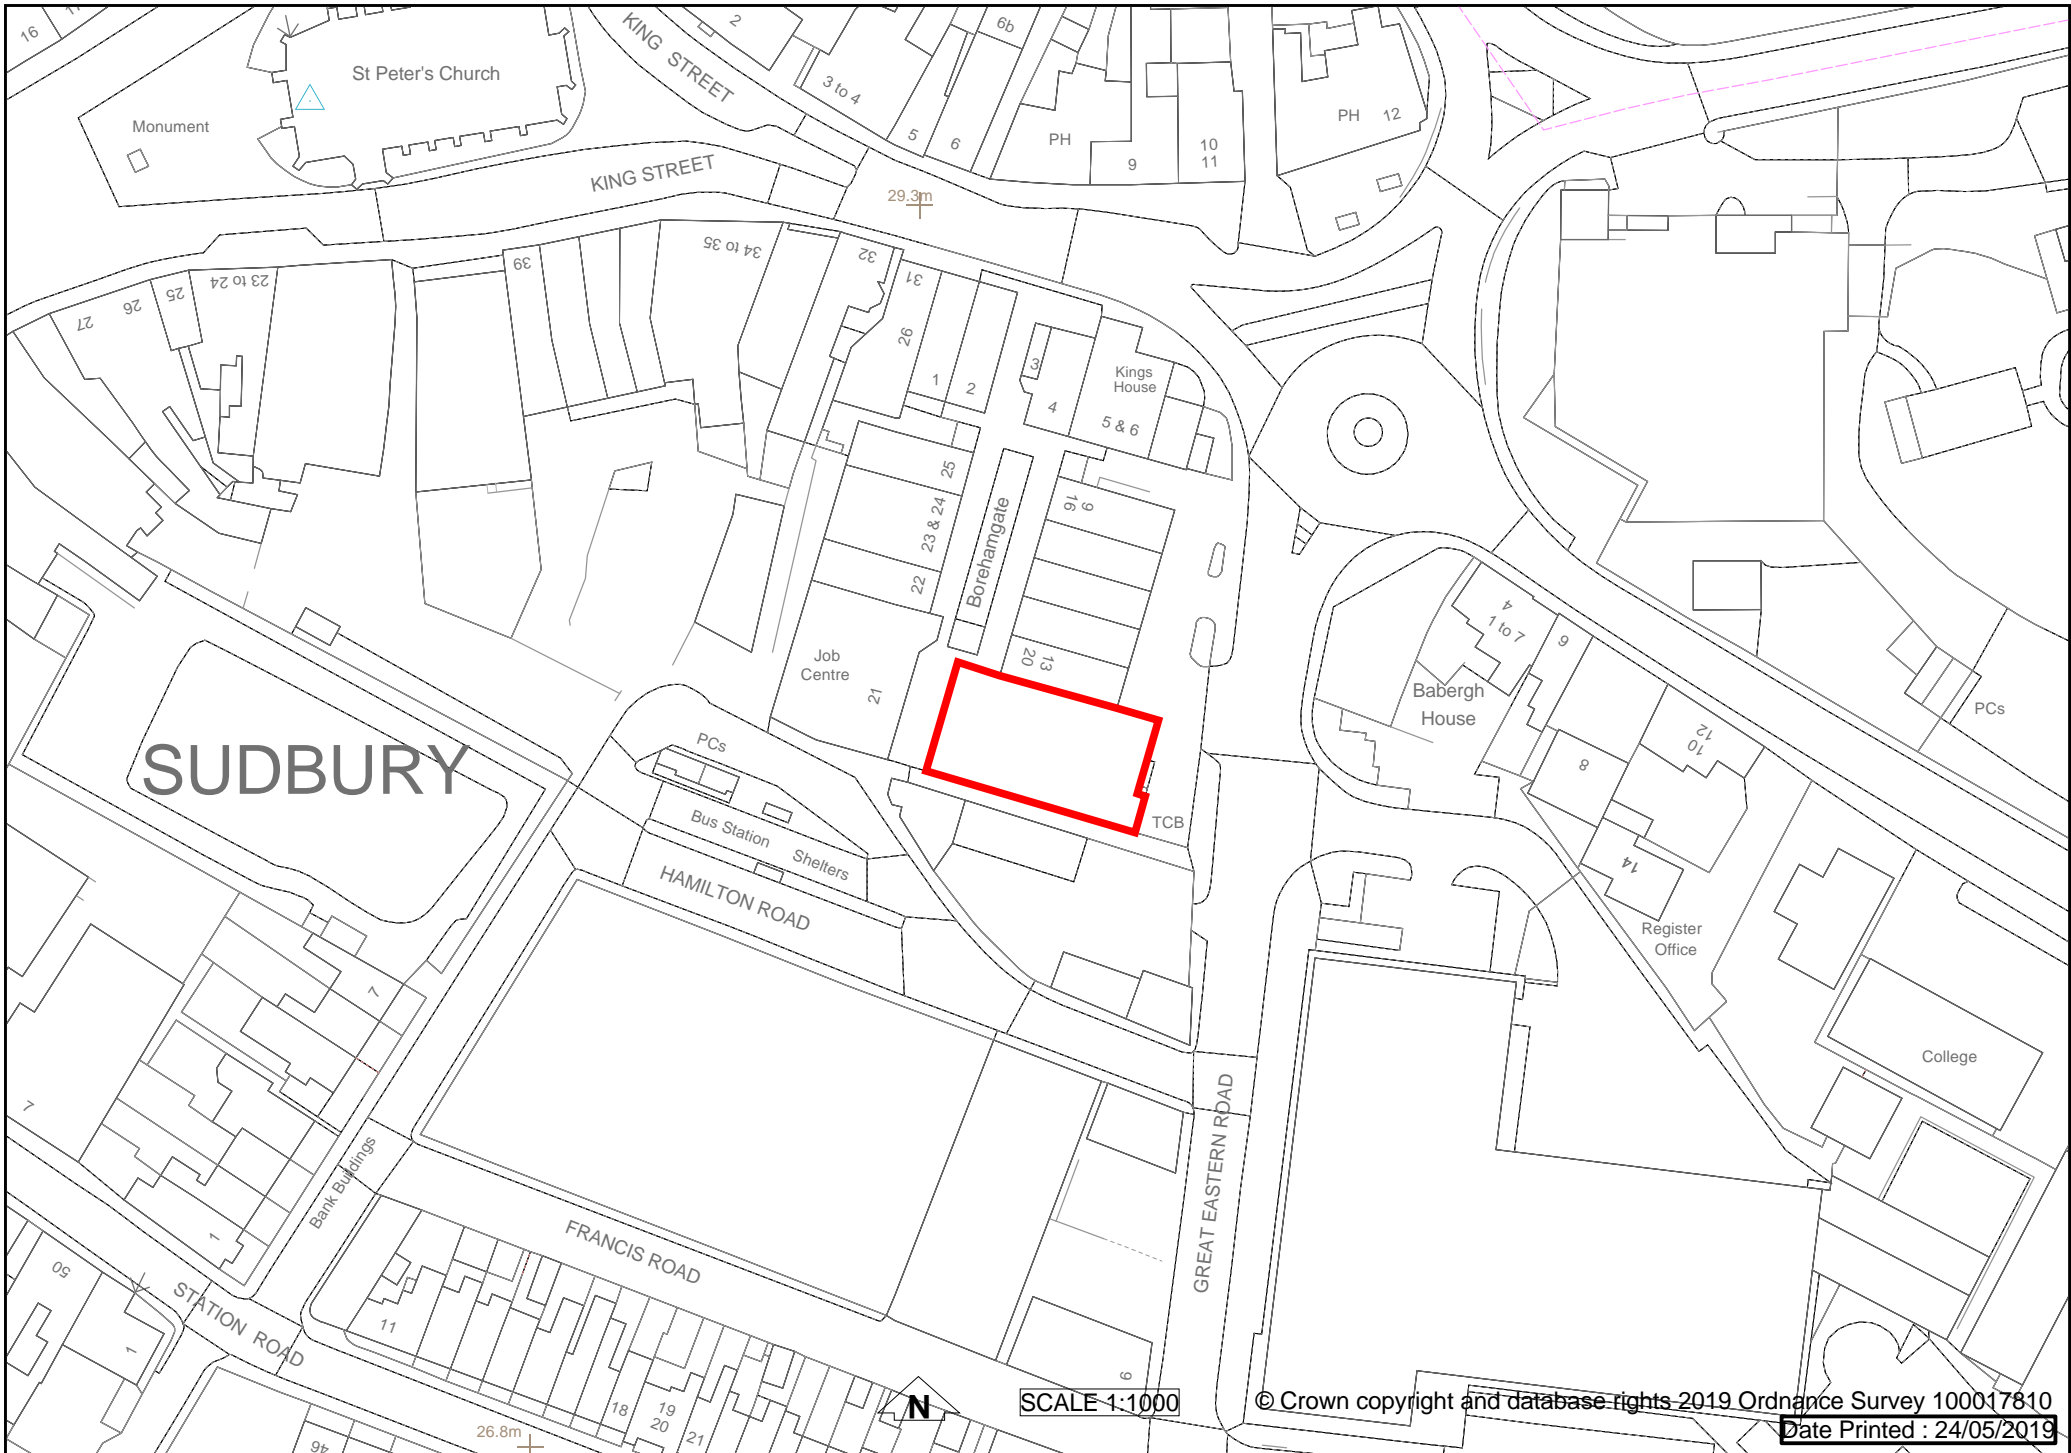 16
17
St Peter's Church
Monument
KING STREET
2
3 to 4
5
6
6b
PH
9
10
11
PH 12
KING STREET
29.3m
27
26
25
23 to 24
39
34 to 35
32
31
26
1
2
3
4
Kings
House
5 & 6
25
23 & 24
22
Borehamgate
9
16
13
20
Job
Centre
21
4
1 to 7
6
Babergh
House
8
12
10
14
PCs
SUDBURY
PCs
Bus Station
Shelters
TCB
HAMILTON ROAD
Register
Office
College
7
7
1
Bank Buildings
GREAT EASTERN ROAD
FRANCIS ROAD
STATION ROAD
50
1
11
18
19
20
21
46
26.8m
9
N
SCALE 1:1000
© Crown copyright and database rights 2019 Ordnance Survey 100017810
Date Printed : 24/05/2019